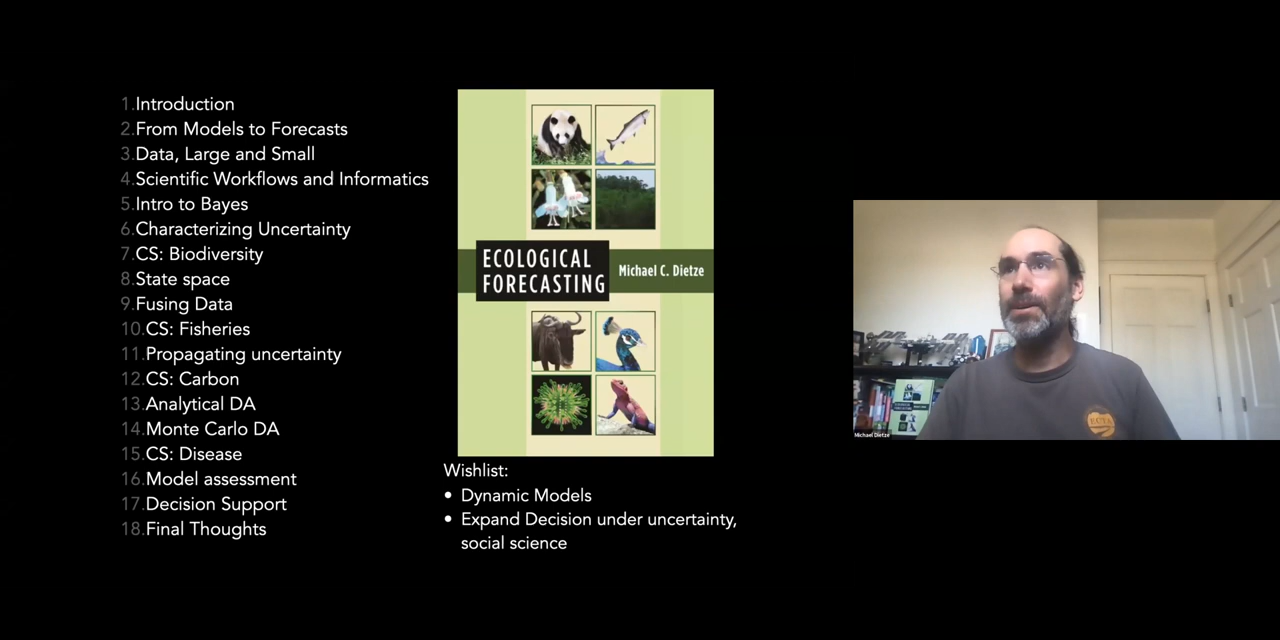 1.Introduction
2.From Models to Forecasts
3.Data, Large and Small
4.Scientific Workflows and Informatics
5.Intro to Bayes
6.Characterizing Uncertainty
7.CS: Biodiversity
8.State space
9.Fusing Data
10.CS: Fisheries
11.Propagating uncertainty
12.CS: Carbon
13.Analytical DA
14.Monte Carlo DA
15.CS: Disease
16.Model assessment
17.Decision Support
18.Final Thoughts
ECOLOGICAL
FORECASTING
Michael C. Dietze
Wishlist:
• Dynamic Models
• Expand Decision under uncertainty,
social science
Michael Dietze